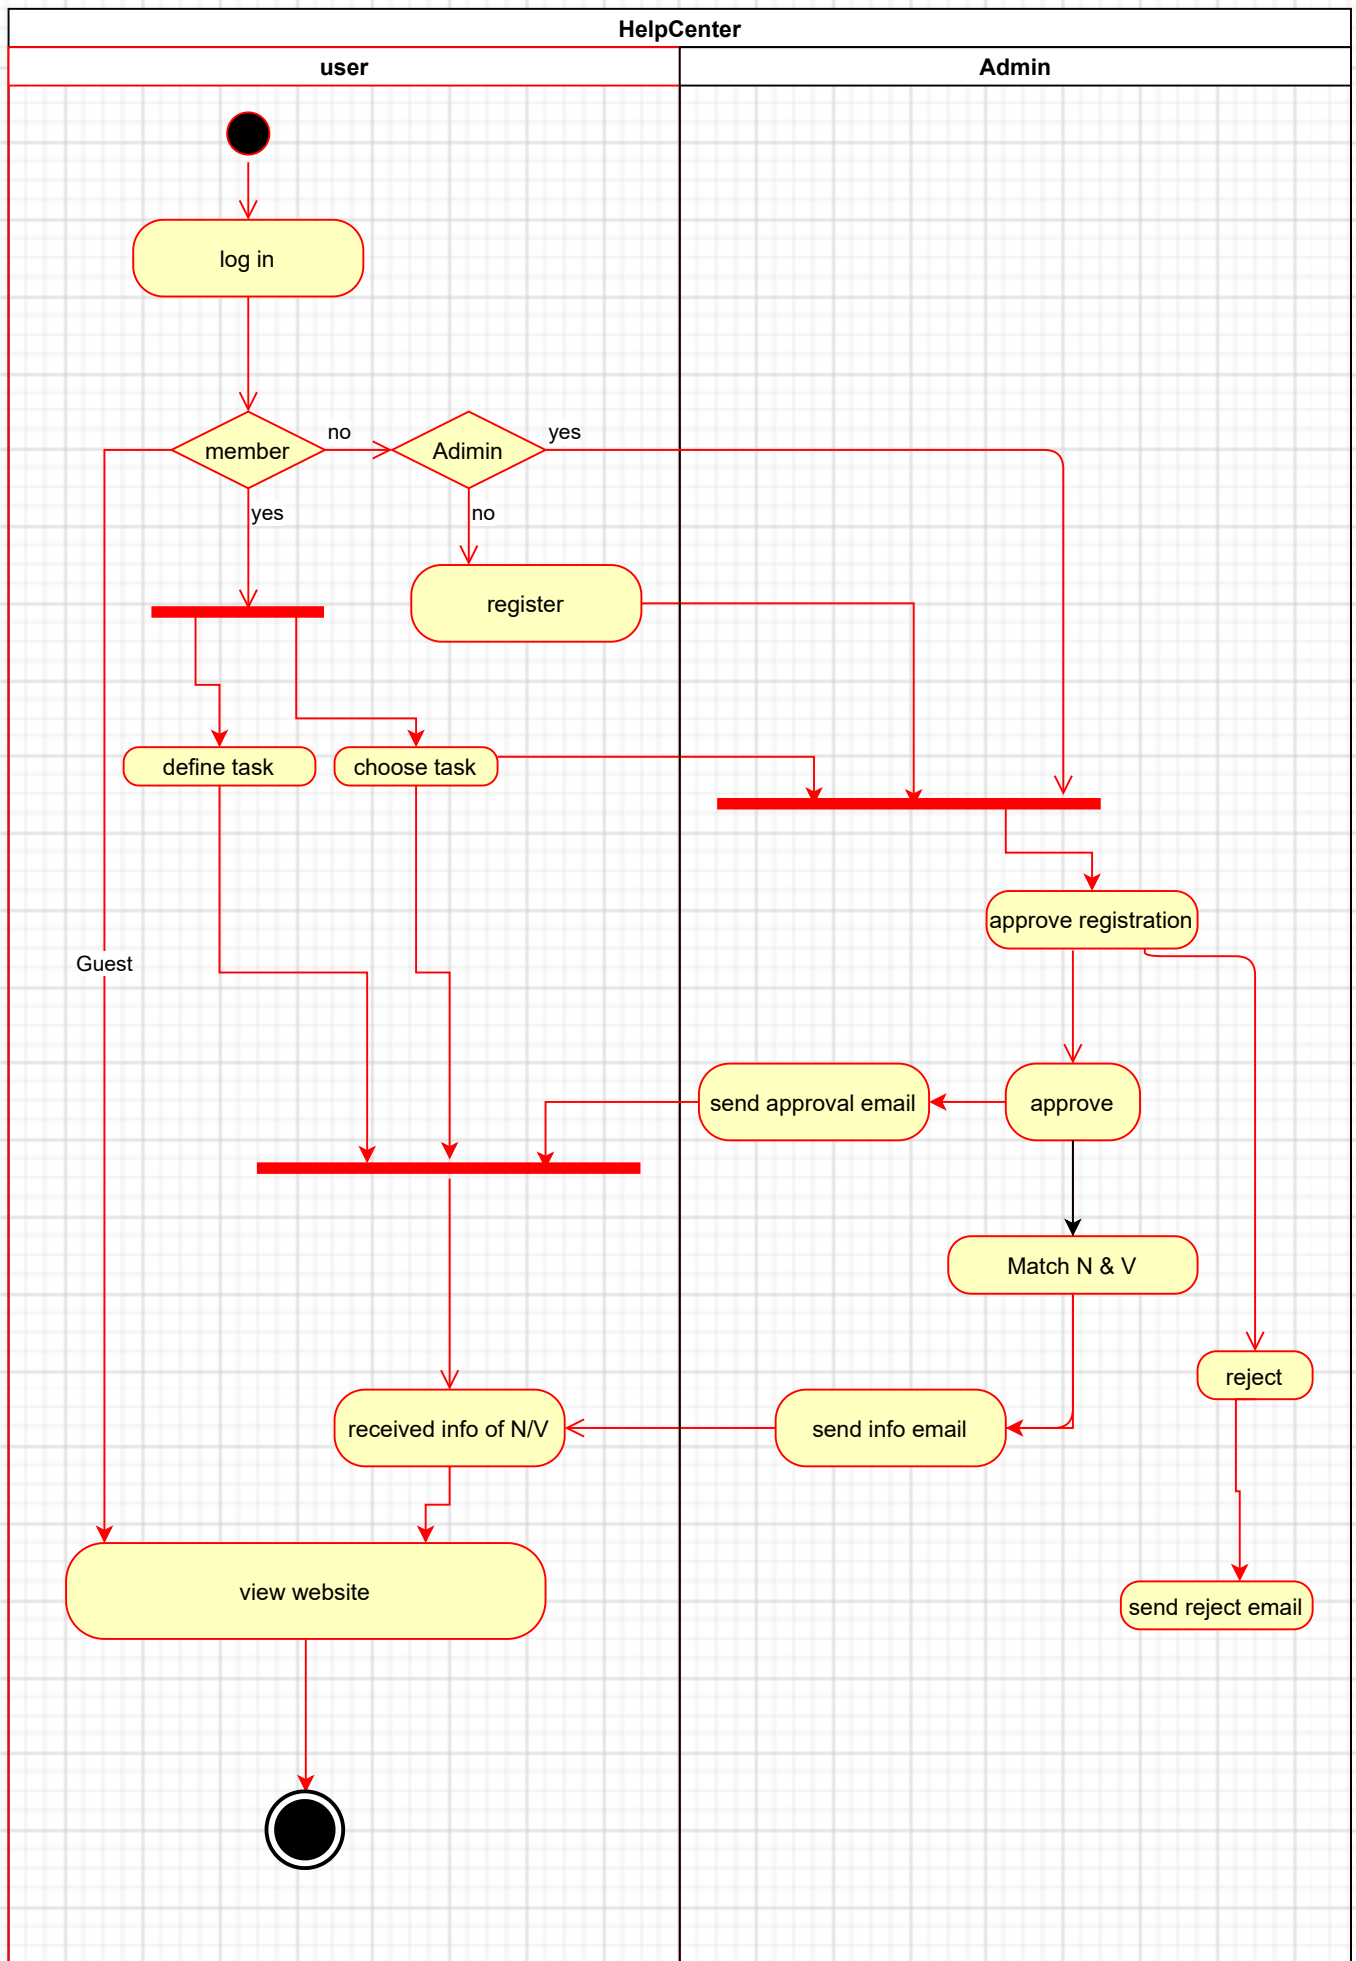 HelpCenter
user
Admin
log in
member
no
Adimin
yes
yes
no
register
define task
choose task
approve registration
Guest
send approval email
approve
Match N & V
reject
received info of N/V
send info email
view website
send reject email